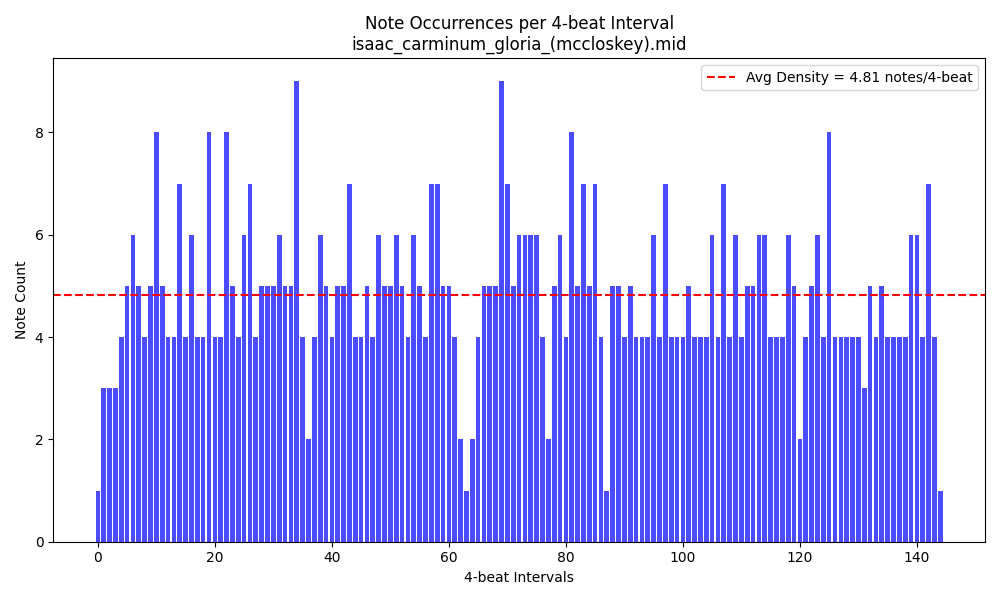 Note Occurrences per 4-beat Interval
isaac_carminum_gloria_(mccloskey).mid
Avg Density = 4.81 notes/4-beat
Note Count
8
6
4
2
0
0 20 40 60 80 100 120 140
4-beat Intervals